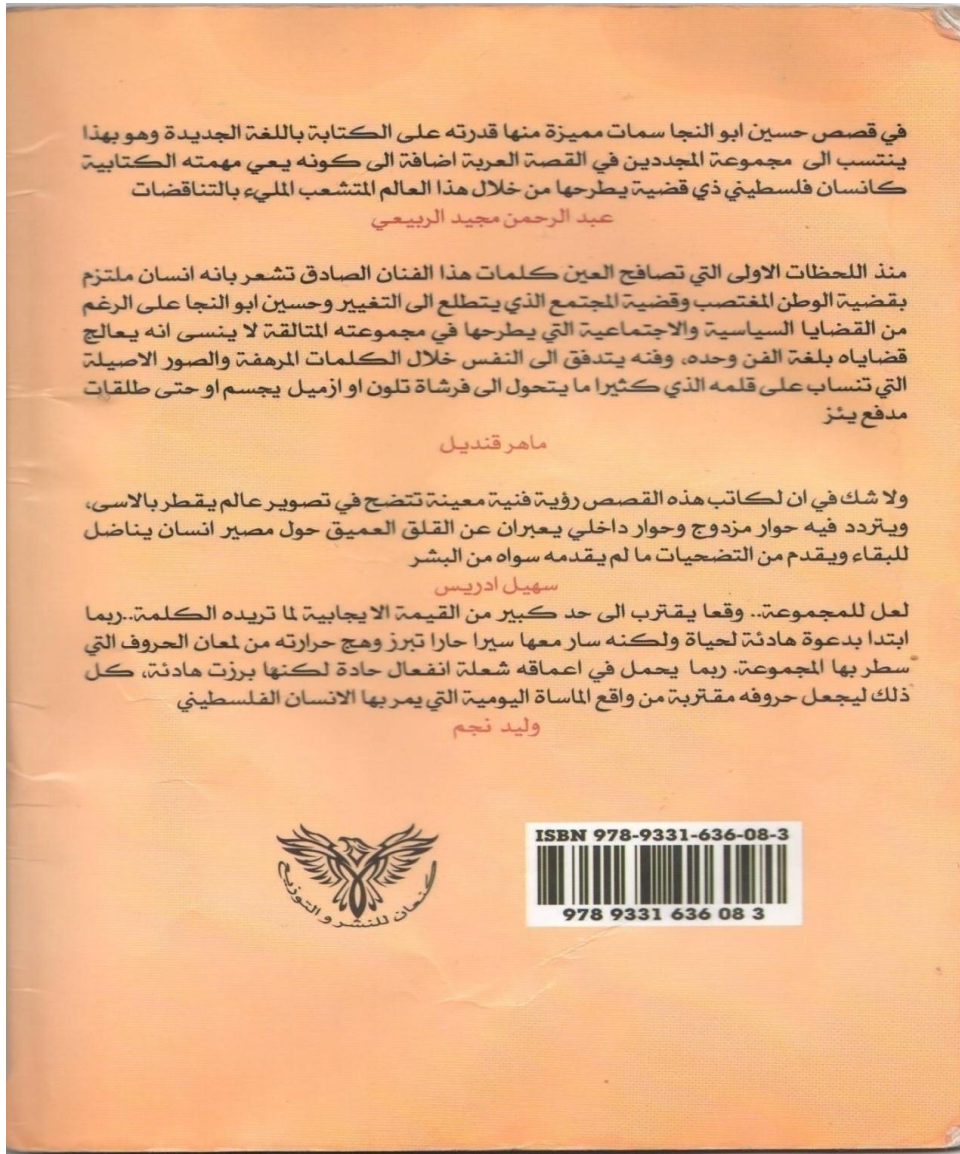 في قصص حسين ابو النجا سمات مميزة منها قدرته على الكتابة باللغة الجديدة وهو بهذا
ينتسب الى مجموعة المجددين في القصة العربة اضافة الى كونه يعي مهمته الكتابية
كانسان فلسطيني ذي قضية يطرحها من خلال هذا العالم المتشعب المليء بالتناقضات
عبد الرحمن مجيد الربيعي
منذ اللحظات الاولى التي تصافح العين كلمات هذا الفنان الصادق تشعر بانه انسان ملتزم
بقضية الوطن المغتصب وقضية المجتمع الذي يتطلع الى التغيير وحسين ابو النجا على الرغم
من القضايا السياسية والاجتماعية التي يطرحها في مجموعته المتالقة لا ينسى انه يعالج
قضاياه بلغة الفن وحده، وفنه يتدفق الى النفس خلال الكلمات المرهفة والصور الاصيلة
التي تنساب على قلمه الذي كثيرا ما يتحول الى فرشاة تلون او ازميل يجسم او حتى طلقات
مدفع يئز
ماهر قنديل
ولا شك في ان لكاتب هذه القصص رؤية فنية معينة تتضح في تصوير عالم يقطر بالاسى،
ويتردد فيه حوار مزدوج وحوار داخلي يعبران عن القلق العميق حول مصير انسان يناضل
للبقاء ويقدم من التضحيات ما لم يقدمه سواه من البشر
سهيل ادريس
لعل للمجموعة.. وقعا يقترب الى حد كبير من القيمة الايجابية لما تريده الكلمة..ربما
ابتدا بدعوة هادئة لحياة ولكنه سار معها سيرا حارا تبرز وهج حرارته من لمعان الحروف التي
سطر بها المجموعة. ربما يحمل في اعماقه شعلة انفعال حادة لكنها برزت هادئة، كل
ذلك ليجعل حروفه مقتربة من واقع الماساة اليومية التي يمر بها الانسان الفلسطيني
وليد نجم
ISBN 978-9331-636-08-3
978 9331 636 08 3
كنعان للنشر و التوزيع